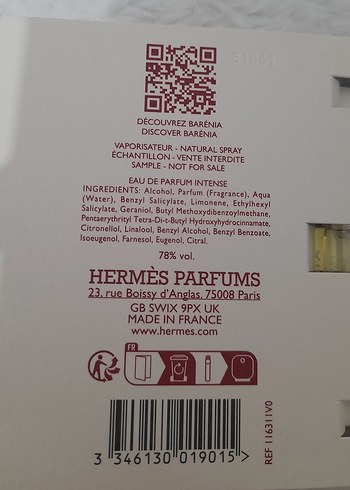 DÉCOUVREZ BARÉNIA
DISCOVER BARÉNIA
VAPORISATEUR - NATURAL SPRAY
ÉCHANTILLON - VENTE INTERDITE
SAMPLE - NOT FOR SALE
EAU DE PARFUM INTENSE
INGREDIENTS: Alcohol, Parfum (Fragrance), Aqua
(Water), Benzyl Salicylate, Limonene, Ethylhexyl
Salicylate, Geraniol, Butyl Methoxydibenzoylmethane,
Pentaerythrityl Tetra-Di-t-Butyl Hydroxyhydrocinnamate,
Citronellol, Linalool, Benzyl Alcohol, Benzyl Benzoate,
Isoeugenol, Farnesol, Eugenol, Citral.
78% vol.
HERMÈS PARFUMS
23, rue Boissy d'Anglas, 75008 Paris
GB SWIX 9PX UK
MADE IN FRANCE
www.hermes.com
FR
3 346130 019015 >
REF 116311V0